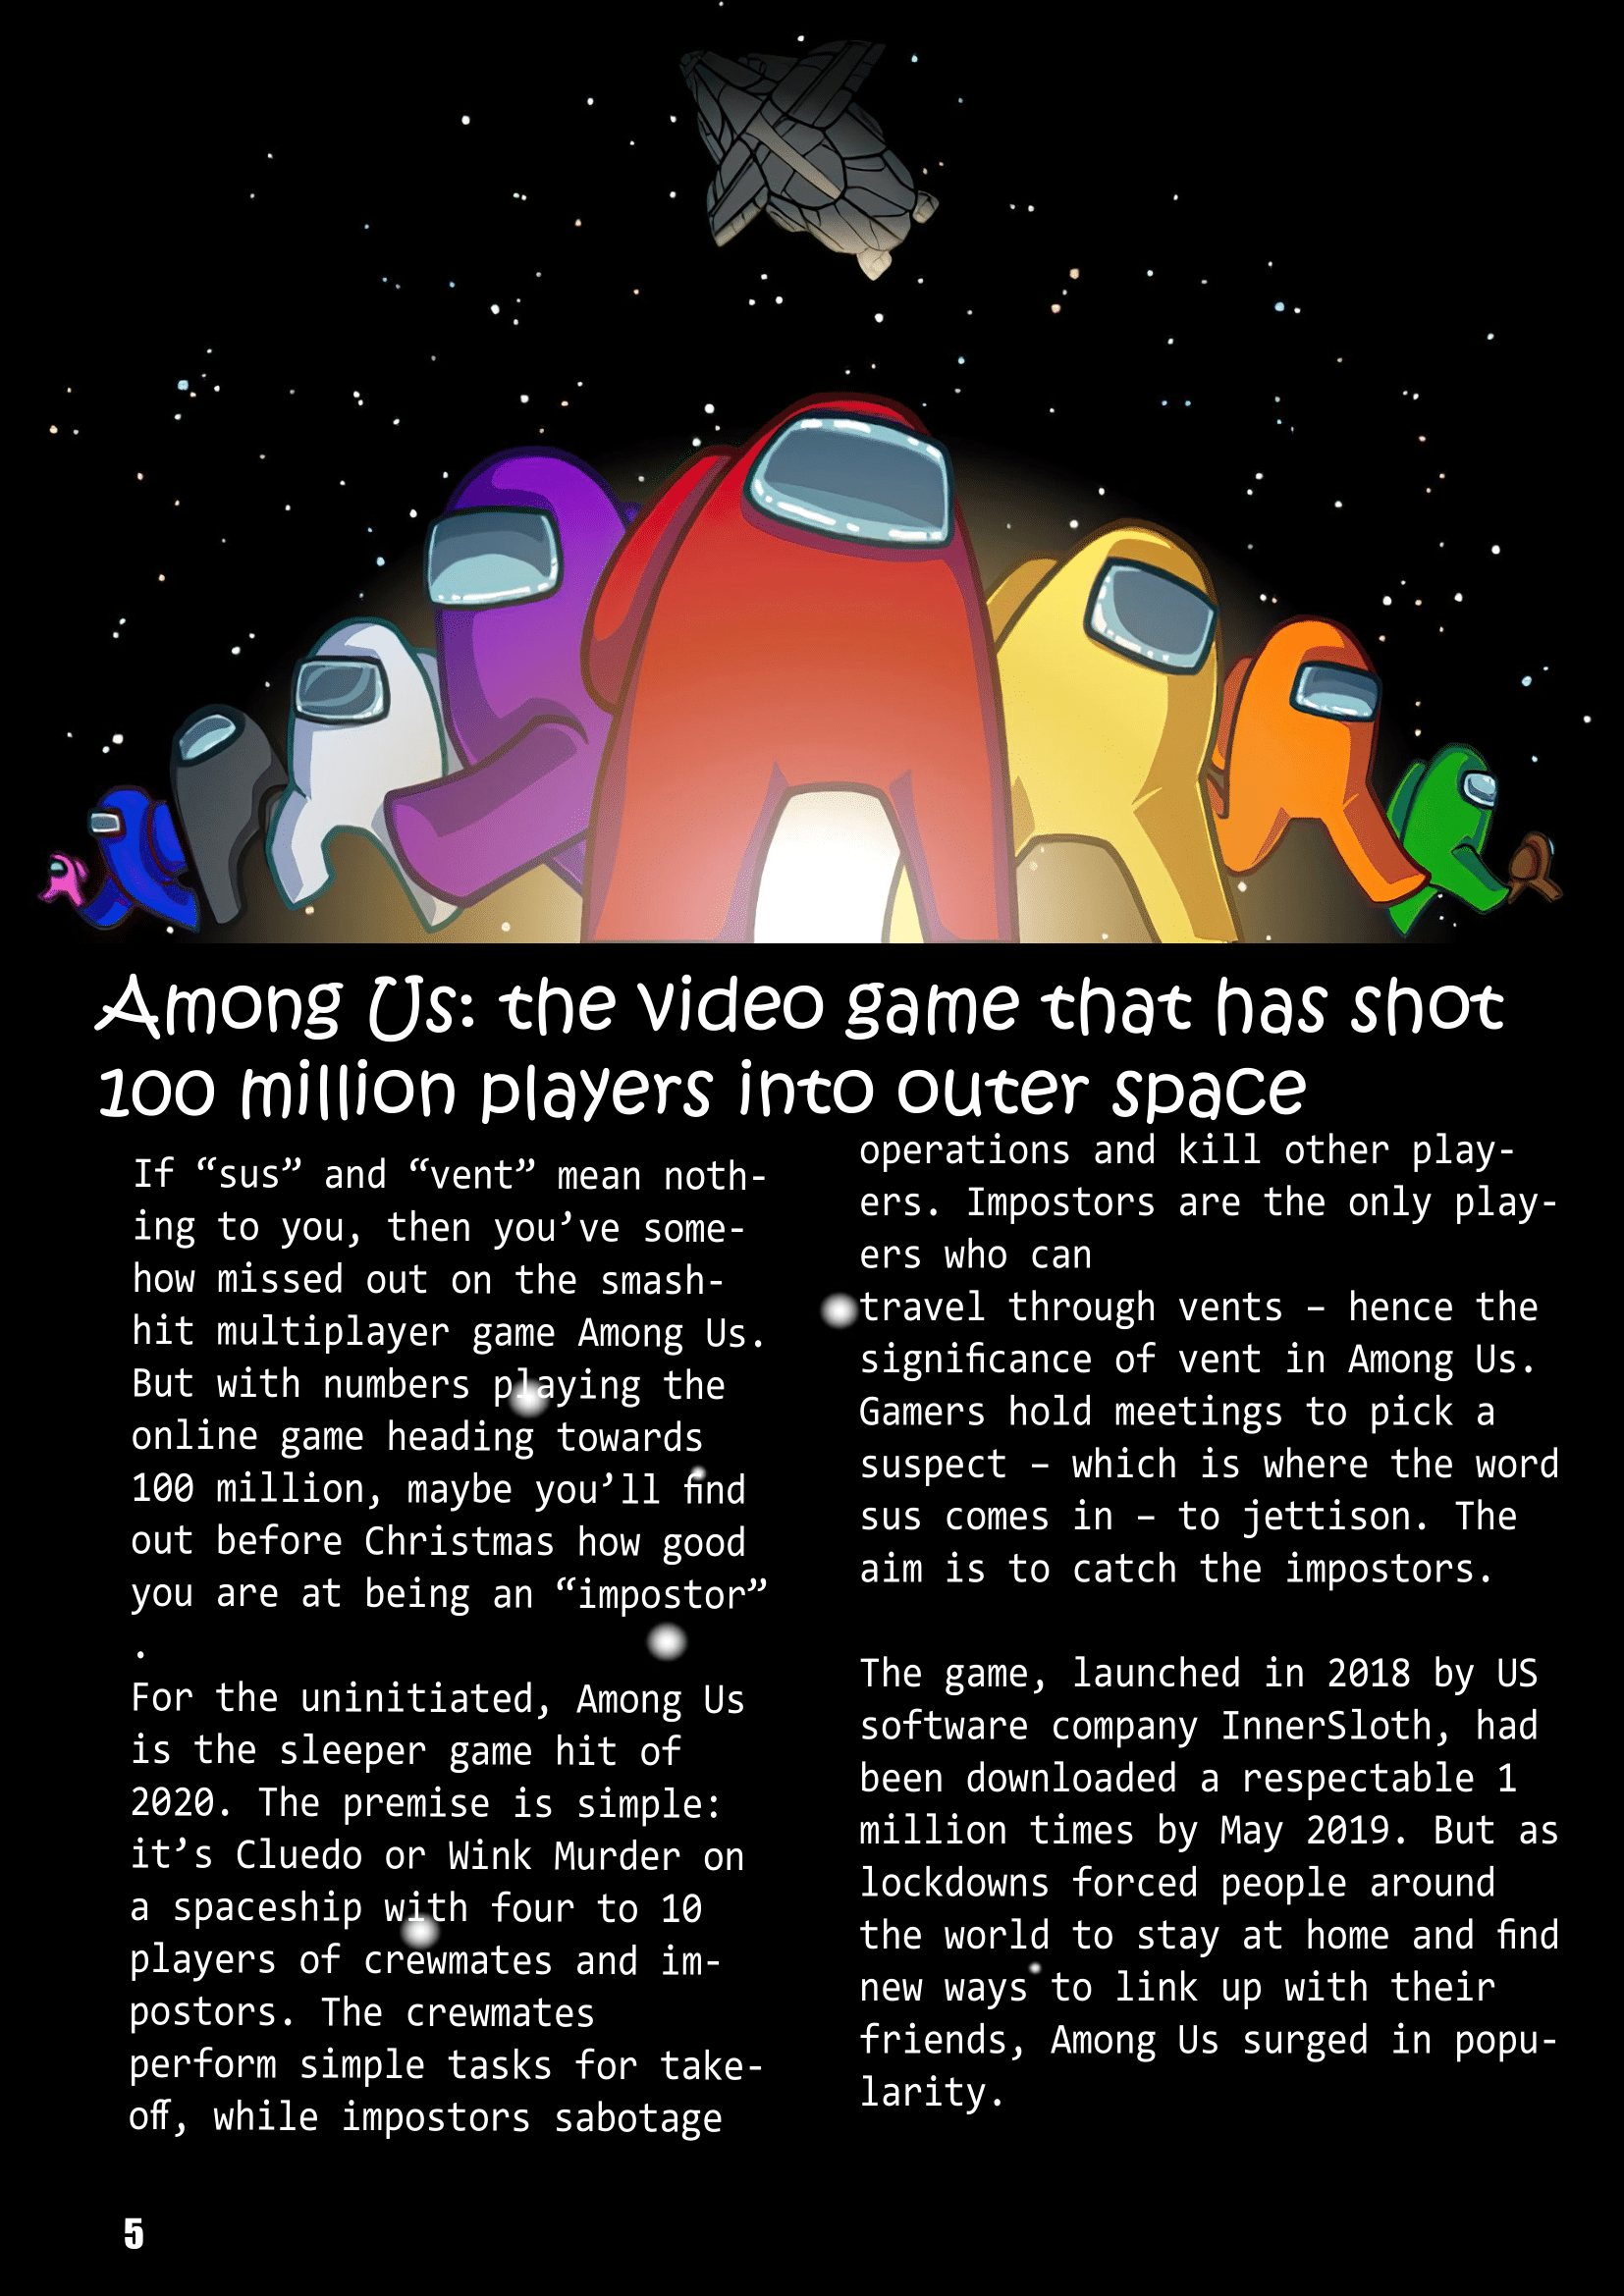 Among Us: the video game that has shot
100 million players into outer space
If “sus” and “vent” mean noth-
ing to you, then you’ve some-
how missed out on the smash-
hit multiplayer game Among Us.
But with numbers playing the
online game heading towards
100 million, maybe you’ll find
out before Christmas how good
you are at being an “impostor”
.
For the uninitiated, Among Us
is the sleeper game hit of
2020. The premise is simple:
it’s Cluedo or Wink Murder on
a spaceship with four to 10
players of crewmates and im-
postors. The crewmates
perform simple tasks for take-
off, while impostors sabotage
operations and kill other play-
ers. Impostors are the only play-
ers who can
travel through vents – hence the
significance of vent in Among Us.
Gamers hold meetings to pick a
suspect – which is where the word
sus comes in – to jettison. The
aim is to catch the impostors.
The game, launched in 2018 by US
software company InnerSloth, had
been downloaded a respectable 1
million times by May 2019. But as
lockdowns forced people around
the world to stay at home and find
new ways to link up with their
friends, Among Us surged in popu-
larity.
5